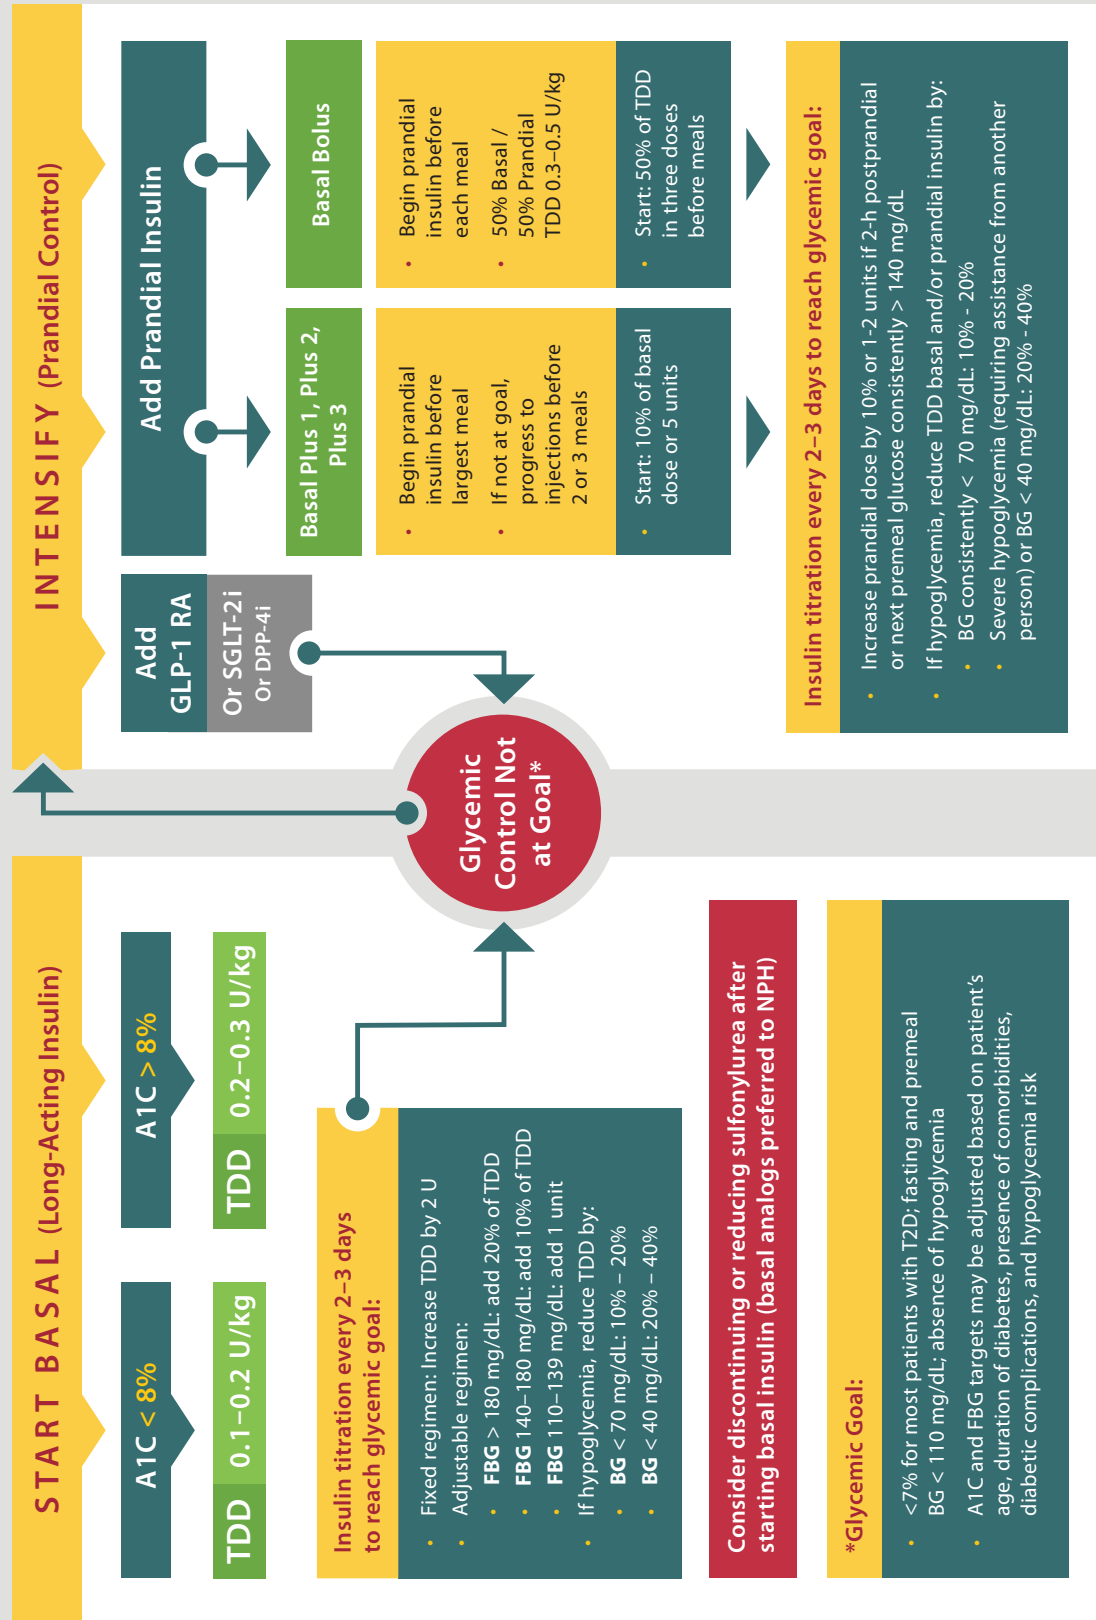 START BASAL (Long-Acting Insulin)
A1C < 8%
TDD 0.1–0.2 U/kg
A1C > 8%
TDD 0.2–0.3 U/kg
Insulin titration every 2–3 days
to reach glycemic goal:
• Fixed regimen: Increase TDD by 2 U
• Adjustable regimen:
• FBG > 180 mg/dL: add 20% of TDD
• FBG 140–180 mg/dL: add 10% of TDD
• FBG 110–139 mg/dL: add 1 unit
• If hypoglycemia, reduce TDD by:
• BG < 70 mg/dL: 10% – 20%
• BG < 40 mg/dL: 20% – 40%
Consider discontinuing or reducing sulfonylurea after
starting basal insulin (basal analogs preferred to NPH)
*Glycemic Goal:
• <7% for most patients with T2D; fasting and premeal
BG < 110 mg/dL; absence of hypoglycemia
• A1C and FBG targets may be adjusted based on patient's
age, duration of diabetes, presence of comorbidities,
diabetic complications, and hypoglycemia risk
Glycemic
Control Not
at Goal*
INTENSIFY (Prandial Control)
Add
GLP-1 RA
Or SGLT-2i
Or DPP-4i
Add Prandial Insulin
Basal Plus 1, Plus 2,
Plus 3
• Begin prandial
insulin before
largest meal
• If not at goal,
progress to
injections before
2 or 3 meals
• Start: 10% of basal
dose or 5 units
Basal Bolus
• Begin prandial
insulin before
each meal
• 50% Basal /
50% Prandial
TDD 0.3–0.5 U/kg
• Start: 50% of TDD
in three doses
before meals
Insulin titration every 2–3 days to reach glycemic goal:
• Increase prandial dose by 10% or 1-2 units if 2-h postprandial
or next premeal glucose consistently > 140 mg/dL
• If hypoglycemia, reduce TDD basal and/or prandial insulin by:
• BG consistently < 70 mg/dL: 10% - 20%
• Severe hypoglycemia (requiring assistance from another
person) or BG < 40 mg/dL: 20% - 40%